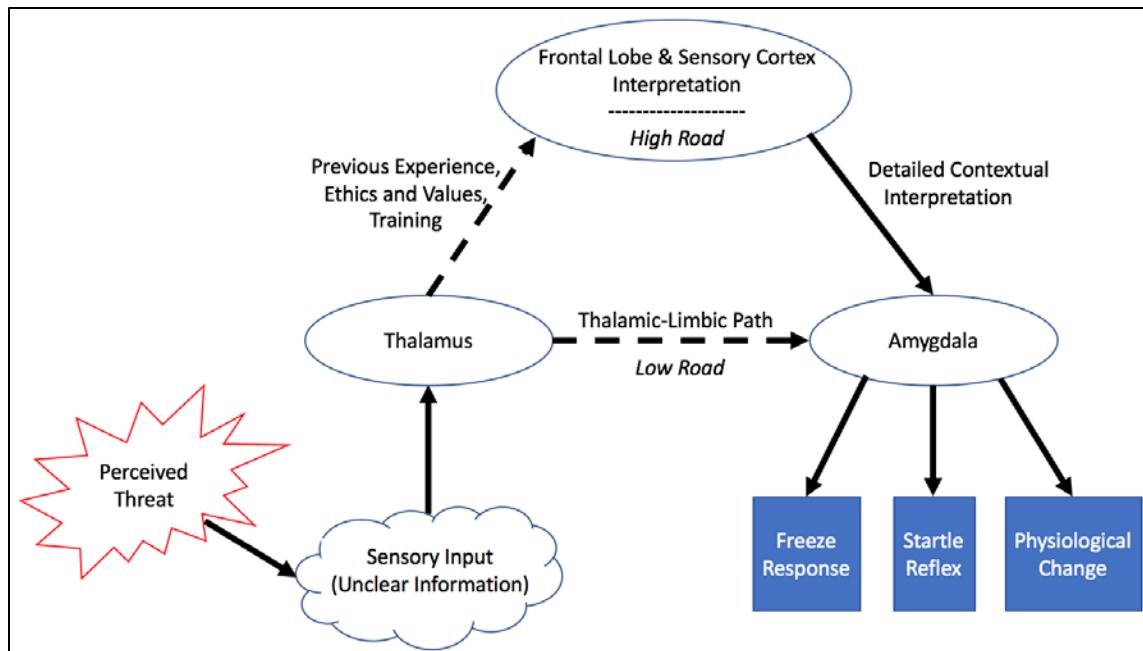 Frontal Lobe & Sensory Cortex
Interpretation
--------------------
High Road
Previous Experience,
Ethics and Values,
Training
Detailed Contextual
Interpretation
Thalamus
Thalamic-Limbic Path
Low Road
Amygdala
Perceived
Threat
Sensory Input
(Unclear Information)
Freeze
Response
Startle
Reflex
Physiological
Change